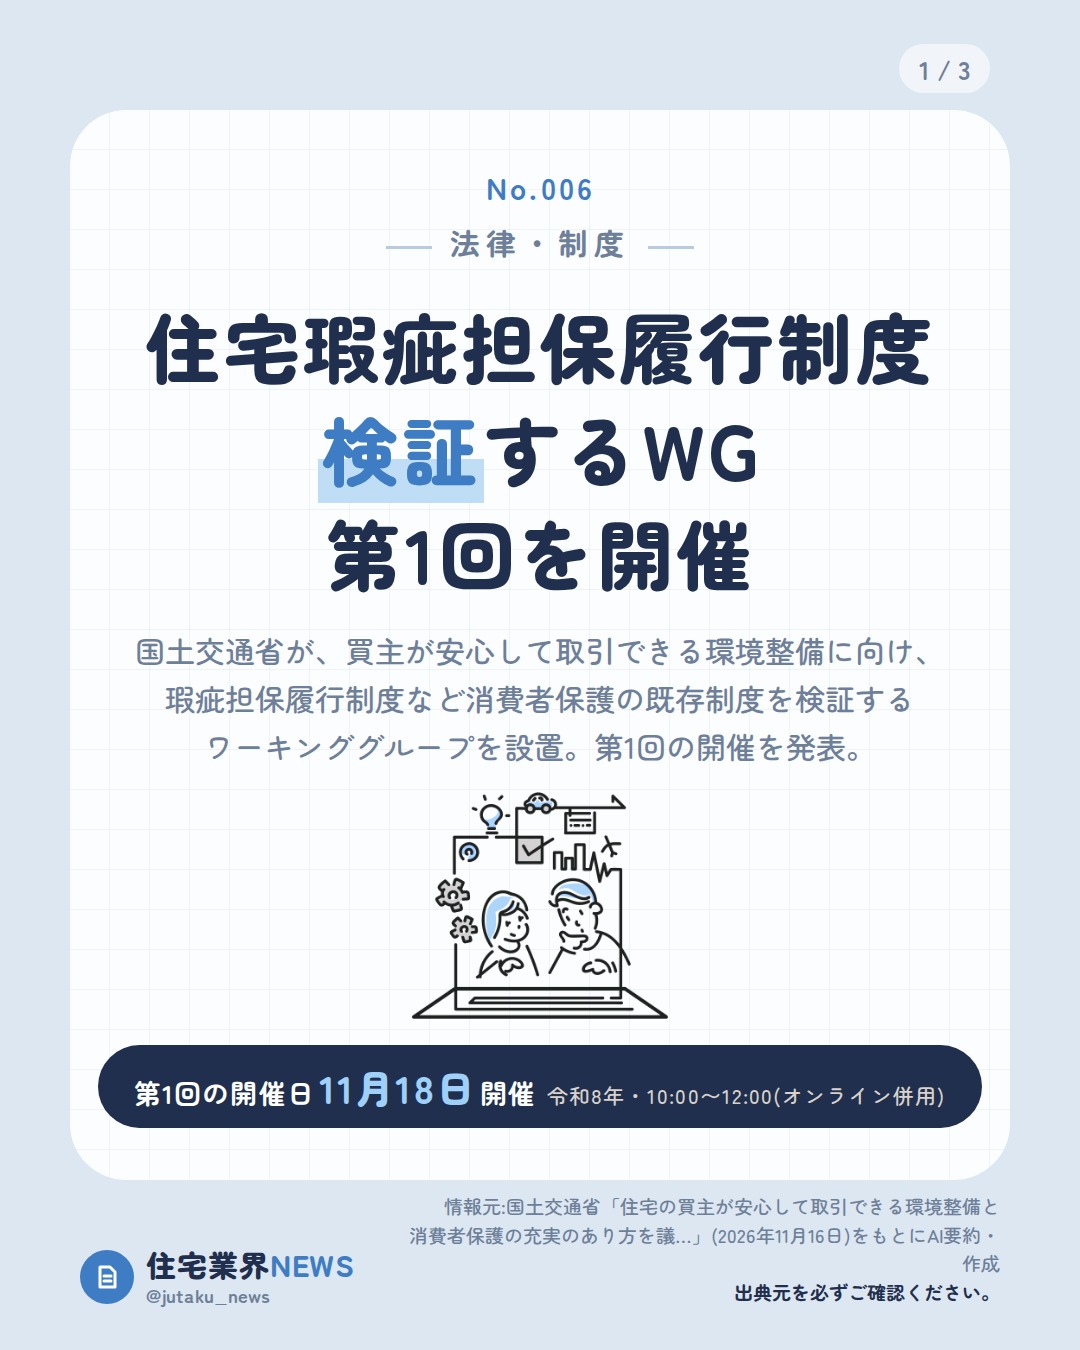 1 / 3
No.006
法律・制度
住宅瑕疵担保履行制度
検証するWG
第1回を開催
国土交通省が、買主が安心して取引できる環境整備に向け、
瑕疵担保履行制度など消費者保護の既存制度を検証する
ワーキンググループを設置。第1回の開催を発表。
第1回の開催日 11月18日 開催 令和8年・10:00〜12:00(オンライン併用)
情報元:国土交通省「住宅の買主が安心して取引できる環境整備と
消費者保護の充実のあり方を議…」(2026年11月16日)をもとにAI要約・
作成
出典元を必ずご確認ください。
住宅業界NEWS
@jutaku_news